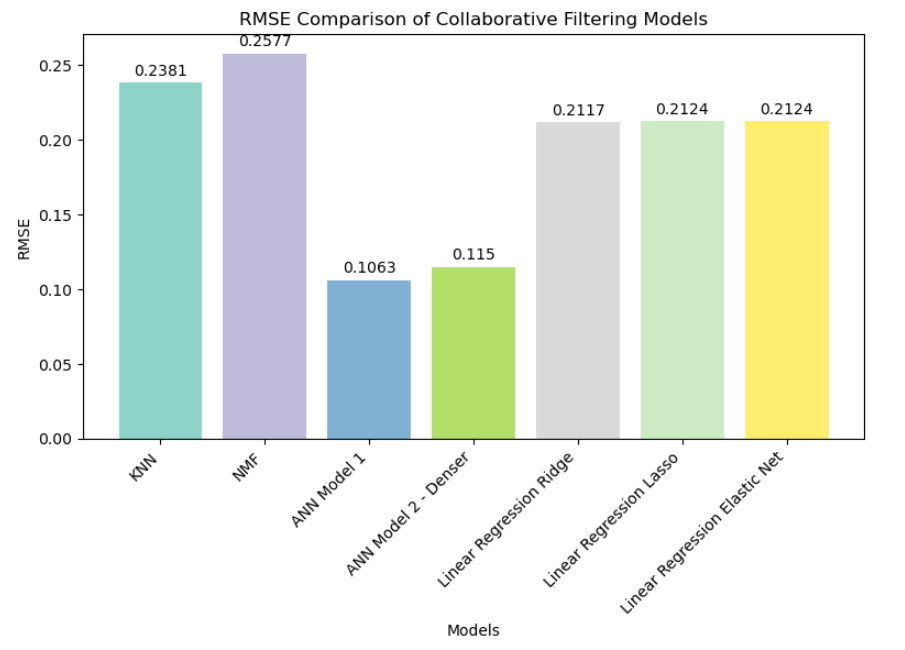 RMSE Comparison of Collaborative Filtering Models
RMSE
0.25
0.20
0.15
0.10
0.05
0.00
0.2381
0.2577
0.1063
0.115
0.2117
0.2124
0.2124
KNN
NMF
ANN Model 1
ANN Model 2 - Denser
Linear Regression Ridge
Linear Regression Lasso
Linear Regression Elastic Net
Models